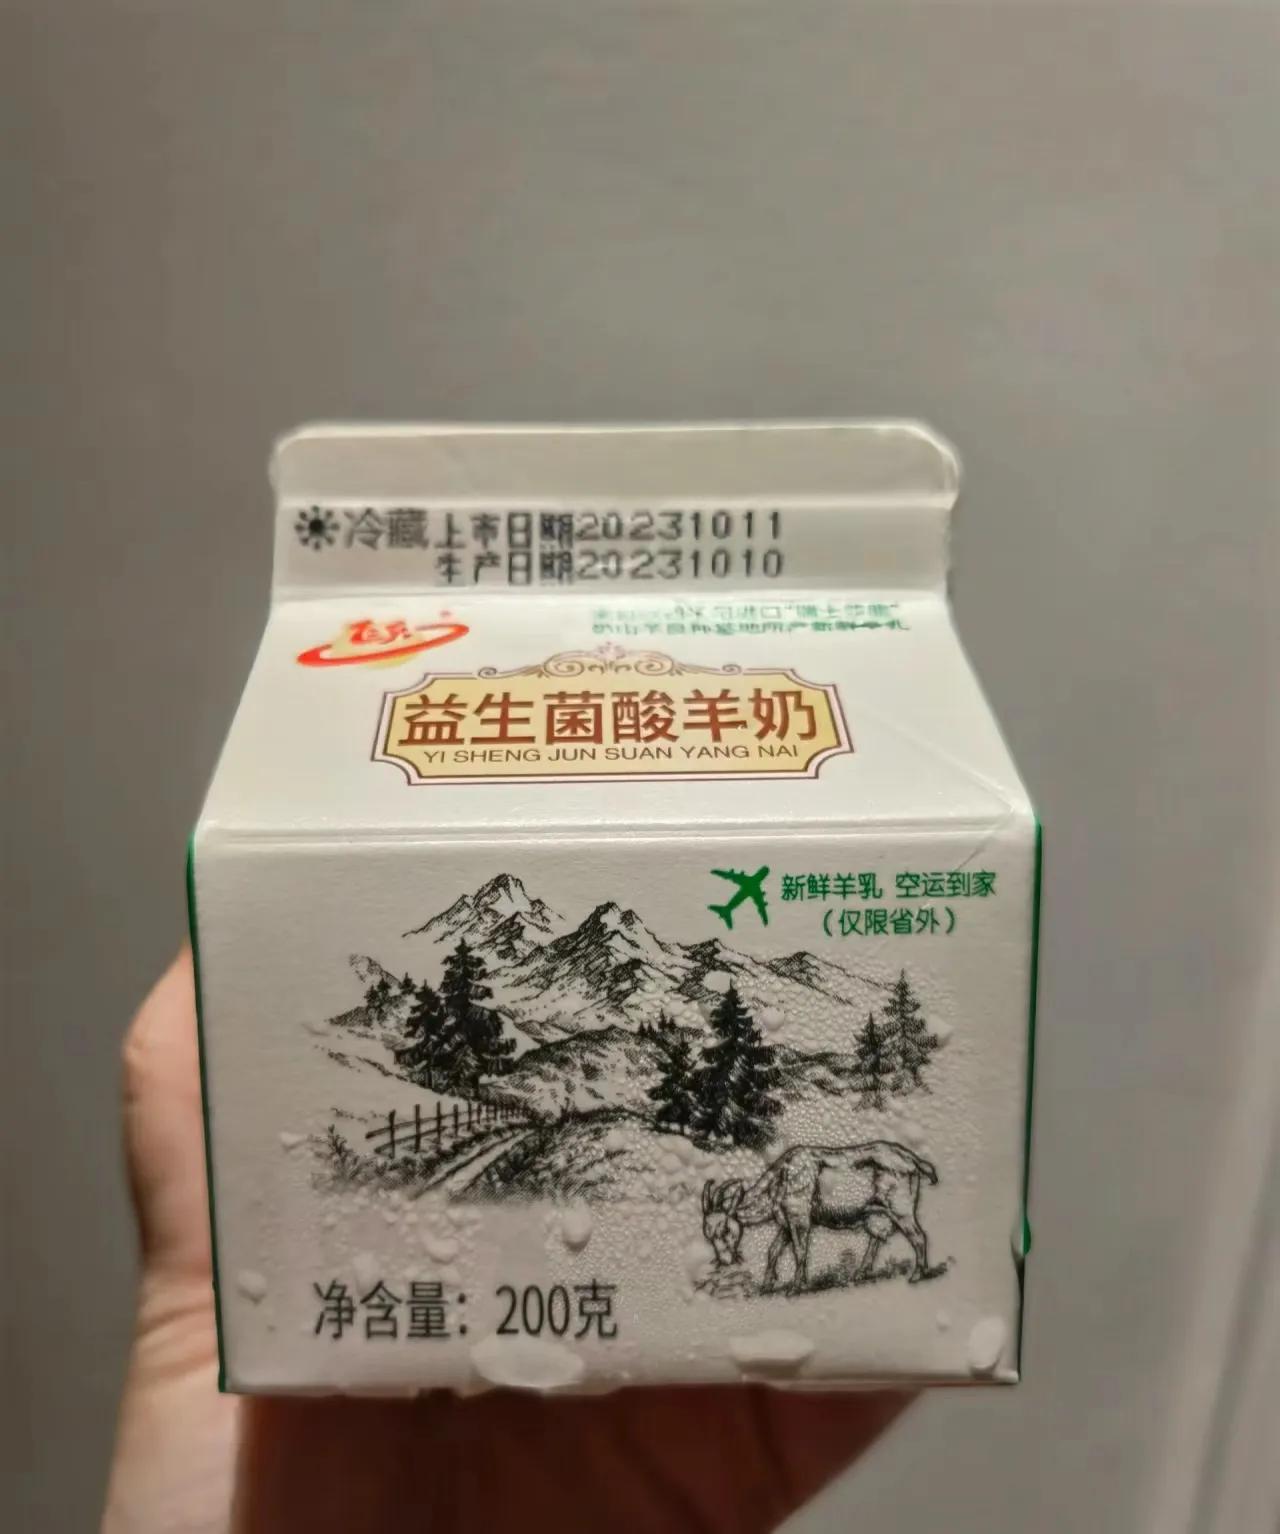 冷藏上市日期20231011
生产日期20231010
飞乐
益生菌酸羊奶
YI SHENG JUN SUAN YANG NAI
新鲜羊乳 空运到家
（仅限省外）
净含量：200克